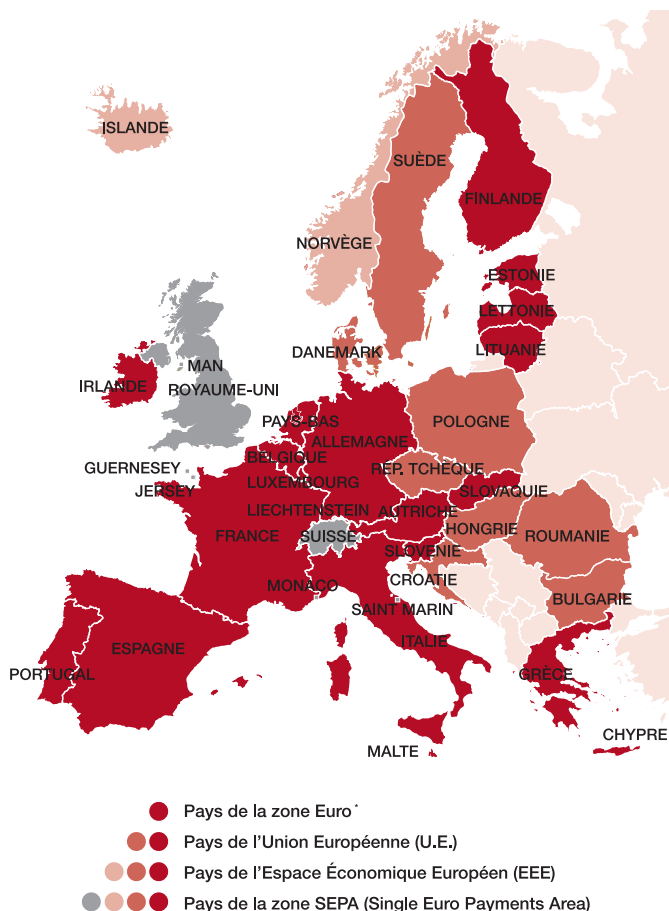 ISLANDE
SUÈDE
FINLANDE
NORVÈGE
ESTONIE
LETTONIE
DANEMARK
LITUANIE
MAN
IRLANDE
ROYAUME-UNI
PAYS-BAS
POLOGNE
ALLEMAGNE
BELGIQUE
GUERNESEY
RÉP. TCHÈQUE
LUXEMBOURG
JERSEY
SLOVAQUIE
LIECHTENSTEIN
AUTRICHE
FRANCE
SUISSE
HONGRIE
ROUMANIE
SLOVÉNIE
MONACO
CROATIE
SAINT MARIN
BULGARIE
ITALIE
ESPAGNE
PORTUGAL
GRÈCE
CHYPRE
MALTE
Pays de la zone Euro*
Pays de l’Union Européenne (U.E.)
Pays de l’Espace Économique Européen (EEE)
Pays de la zone SEPA (Single Euro Payments Area)